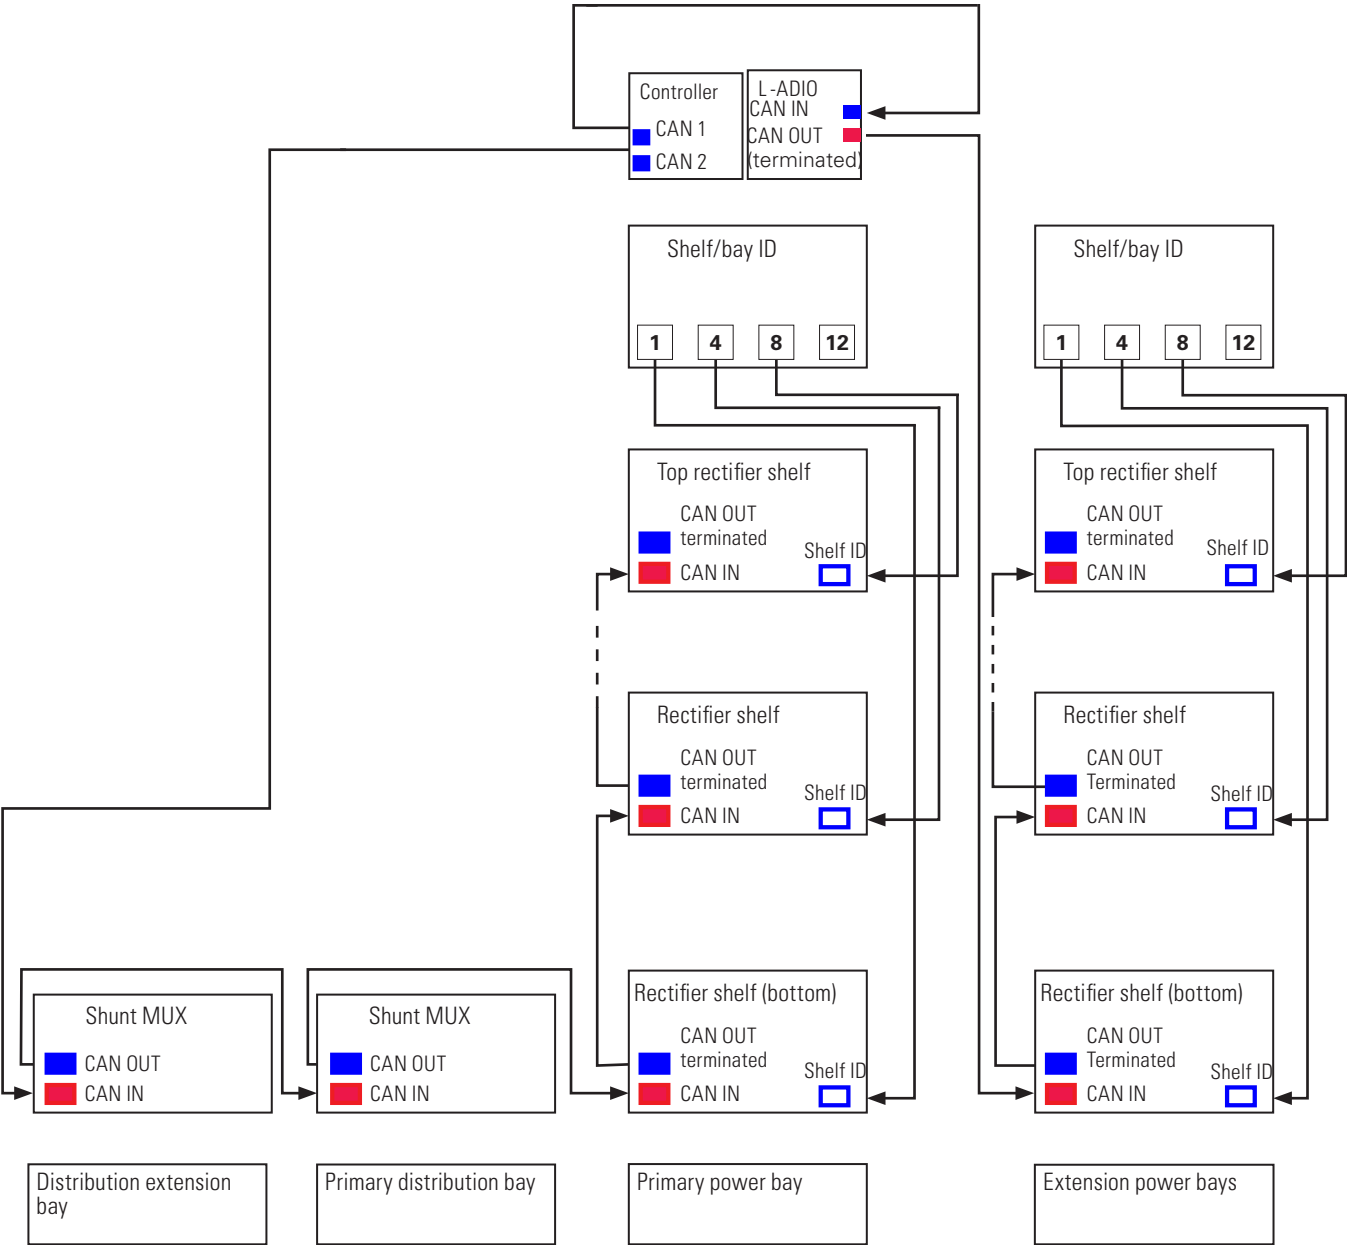 Controller
CAN 1
CAN 2
L-ADIO
CAN IN
CAN OUT
(terminated)
Shelf/bay ID
1 4 8 12
Shelf/bay ID
1 4 8 12
Top rectifier shelf
CAN OUT
terminated
CAN IN
Shelf ID
Top rectifier shelf
CAN OUT
terminated
CAN IN
Shelf ID
Rectifier shelf
CAN OUT
terminated
CAN IN
Shelf ID
Rectifier shelf
CAN OUT
Terminated
CAN IN
Shelf ID
Shunt MUX
CAN OUT
CAN IN
Shunt MUX
CAN OUT
CAN IN
Rectifier shelf (bottom)
CAN OUT
terminated
CAN IN
Shelf ID
Rectifier shelf (bottom)
CAN OUT
Terminated
CAN IN
Shelf ID
Distribution extension
bay
Primary distribution bay
Primary power bay
Extension power bays